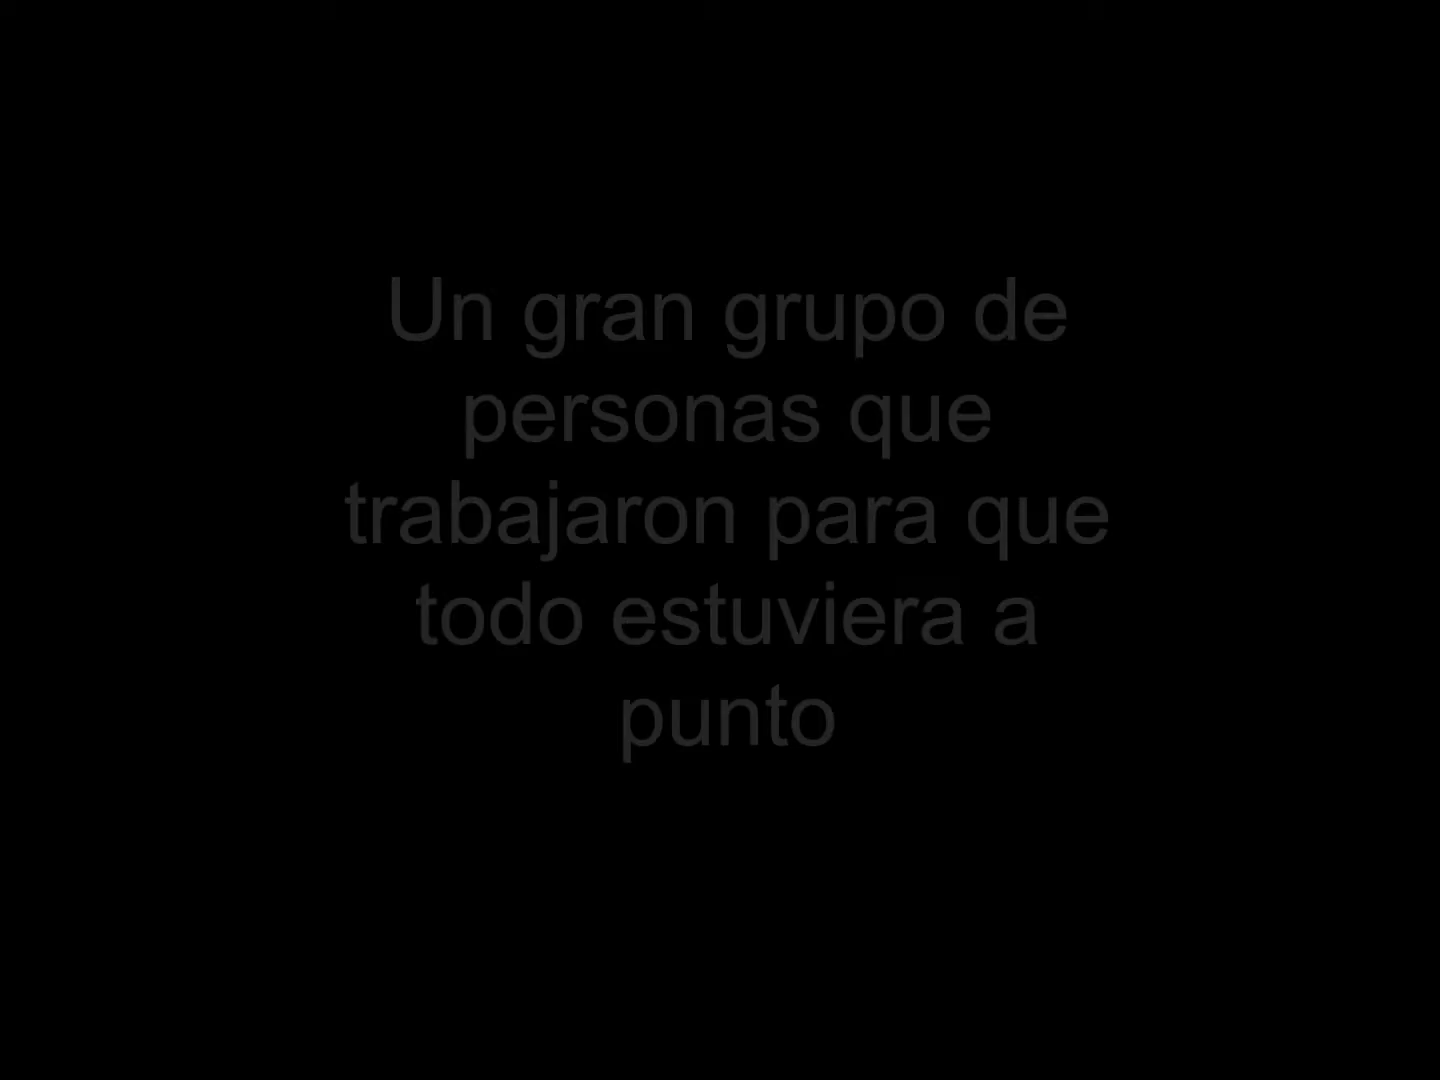 Un gran grupo de
personas que
trabajaron para que
todo estuviera a
punto